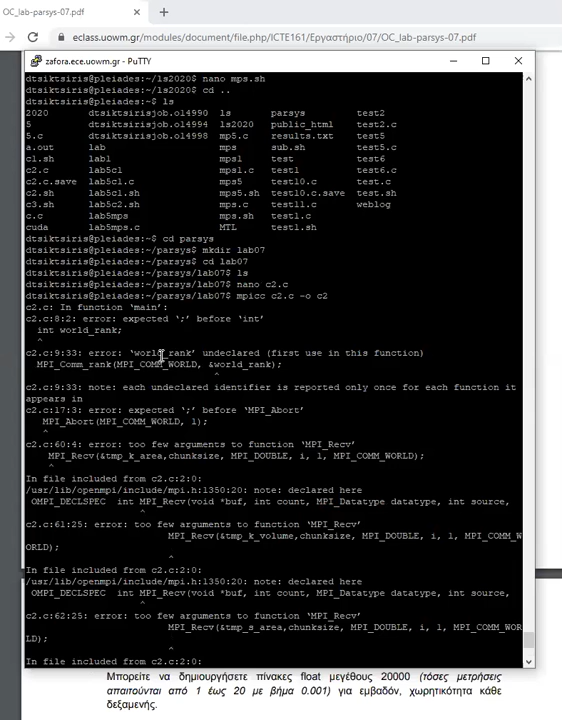 OC_lab-parsys-07.pdf
eclass.uowm.gr/modules/document/file.php/ICTE161/Εργαστήριο/07/OC_lab-parsys-07.pdf
zafora.ece.uowm.gr - PuTTY
dtsiktsiris@pleiades:~/ls2020$ nano mps.sh
dtsiktsiris@pleiades:~/ls2020$ cd ..
dtsiktsiris@pleiades:~$ ls
2020 dtsiktsirisjob.ol4990 ls parsys test2
5 dtsiktsirisjob.ol4994 ls2020 public_html test2.c
5.c dtsiktsirisjob.ol4998 mp5.c results.txt test5
a.out lab mps sub.sh test5.c
c1.sh lab1 mps1 test test6
c2.c lab5c1 mps1.c test1 test6.c
c2.c.save lab5c1.c mps5 test10.c test.c
c2.sh lab5c1.sh mps5.sh test10.c.save test.sh
c3.sh lab5c2.sh mps.c test11.c weblog
c.c lab5mps mps.sh test1.c
cuda lab5mps.c MTL test1.sh
dtsiktsiris@pleiades:~$ cd parsys
dtsiktsiris@pleiades:~/parsys$ mkdir lab07
dtsiktsiris@pleiades:~/parsys$ cd lab07
dtsiktsiris@pleiades:~/parsys/lab07$ ls
dtsiktsiris@pleiades:~/parsys/lab07$ nano c2.c
dtsiktsiris@pleiades:~/parsys/lab07$ mpicc c2.c -o c2
c2.c: In function ‘main’:
c2.c:8:2: error: expected ‘;’ before ‘int’
int world_rank;
^
c2.c:9:33: error: ‘world_rank’ undeclared (first use in this function)
MPI_Comm_rank(MPI_COMM_WORLD, &world_rank);
^
c2.c:9:33: note: each undeclared identifier is reported only once for each function it
appears in
c2.c:17:3: error: expected ‘;’ before ‘MPI_Abort’
MPI_Abort(MPI_COMM_WORLD, 1);
^
c2.c:60:4: error: too few arguments to function ‘MPI_Recv’
MPI_Recv(&tmp_k_area,chunksize, MPI_DOUBLE, i, 1, MPI_COMM_WORLD);
^
In file included from c2.c:2:0:
/usr/lib/openmpi/include/mpi.h:1350:20: note: declared here
OMPI_DECLSPEC int MPI_Recv(void *buf, int count, MPI_Datatype datatype, int source,
^
c2.c:61:25: error: too few arguments to function ‘MPI_Recv’
MPI_Recv(&tmp_k_volume,chunksize, MPI_DOUBLE, i, 1, MPI_COMM_W
ORLD);
^
In file included from c2.c:2:0:
/usr/lib/openmpi/include/mpi.h:1350:20: note: declared here
OMPI_DECLSPEC int MPI_Recv(void *buf, int count, MPI_Datatype datatype, int source,
^
c2.c:62:25: error: too few arguments to function ‘MPI_Recv’
MPI_Recv(&tmp_s_area,chunksize, MPI_DOUBLE, i, 1, MPI_COMM_WOR
LD);
^
In file included from c2.c:2:0:
Μπορείτε να δημιουργήσετε πίνακες float μεγέθους 20000 (τόσες μετρήσεις
απαιτούνται από 1 έως 20 με βήμα 0.001) για εμβαδόν, χωρητικότητα κάθε
δεξαμενής.